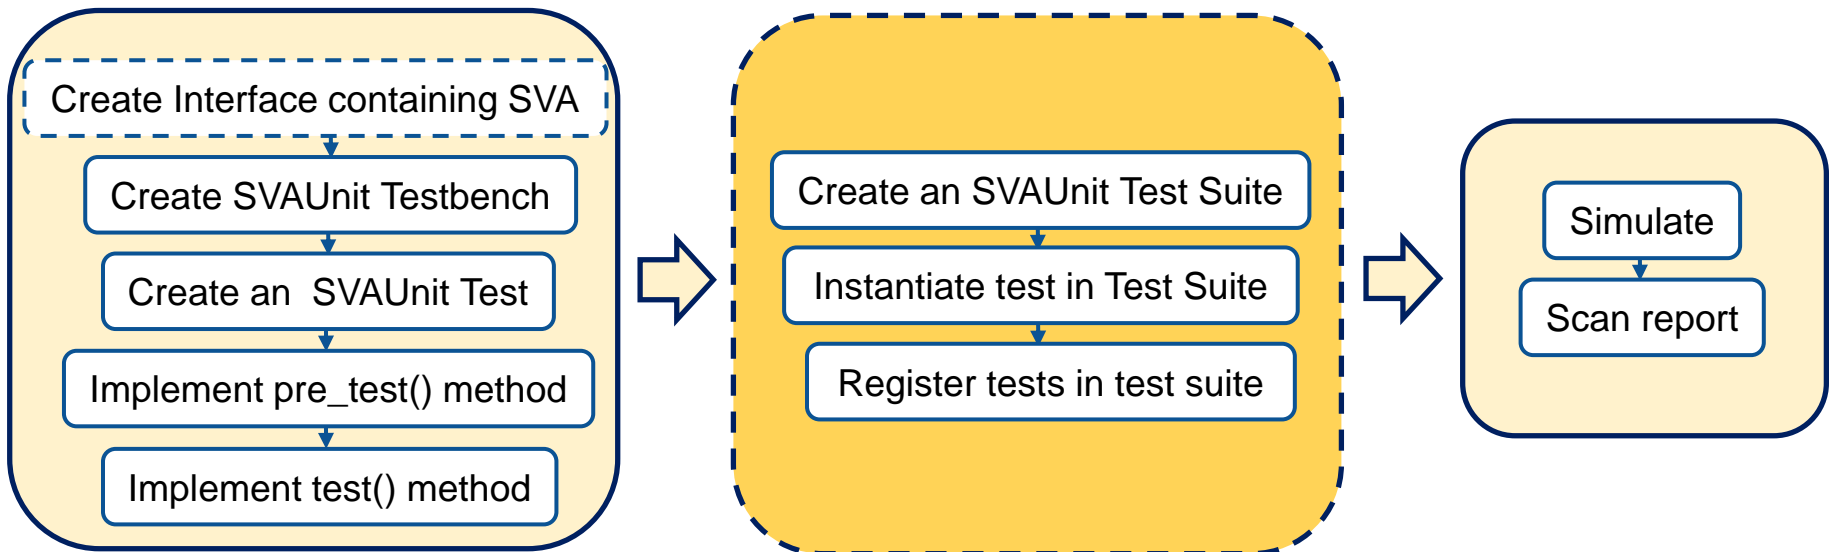 Create Interface containing SVA
Create SVAUnit Testbench
Create an  SVAUnit Test
Implement pre_test() method
Implement test() method
Create an SVAUnit Test Suite
Instantiate test in Test Suite
Register tests in test suite
Simulate
Scan report